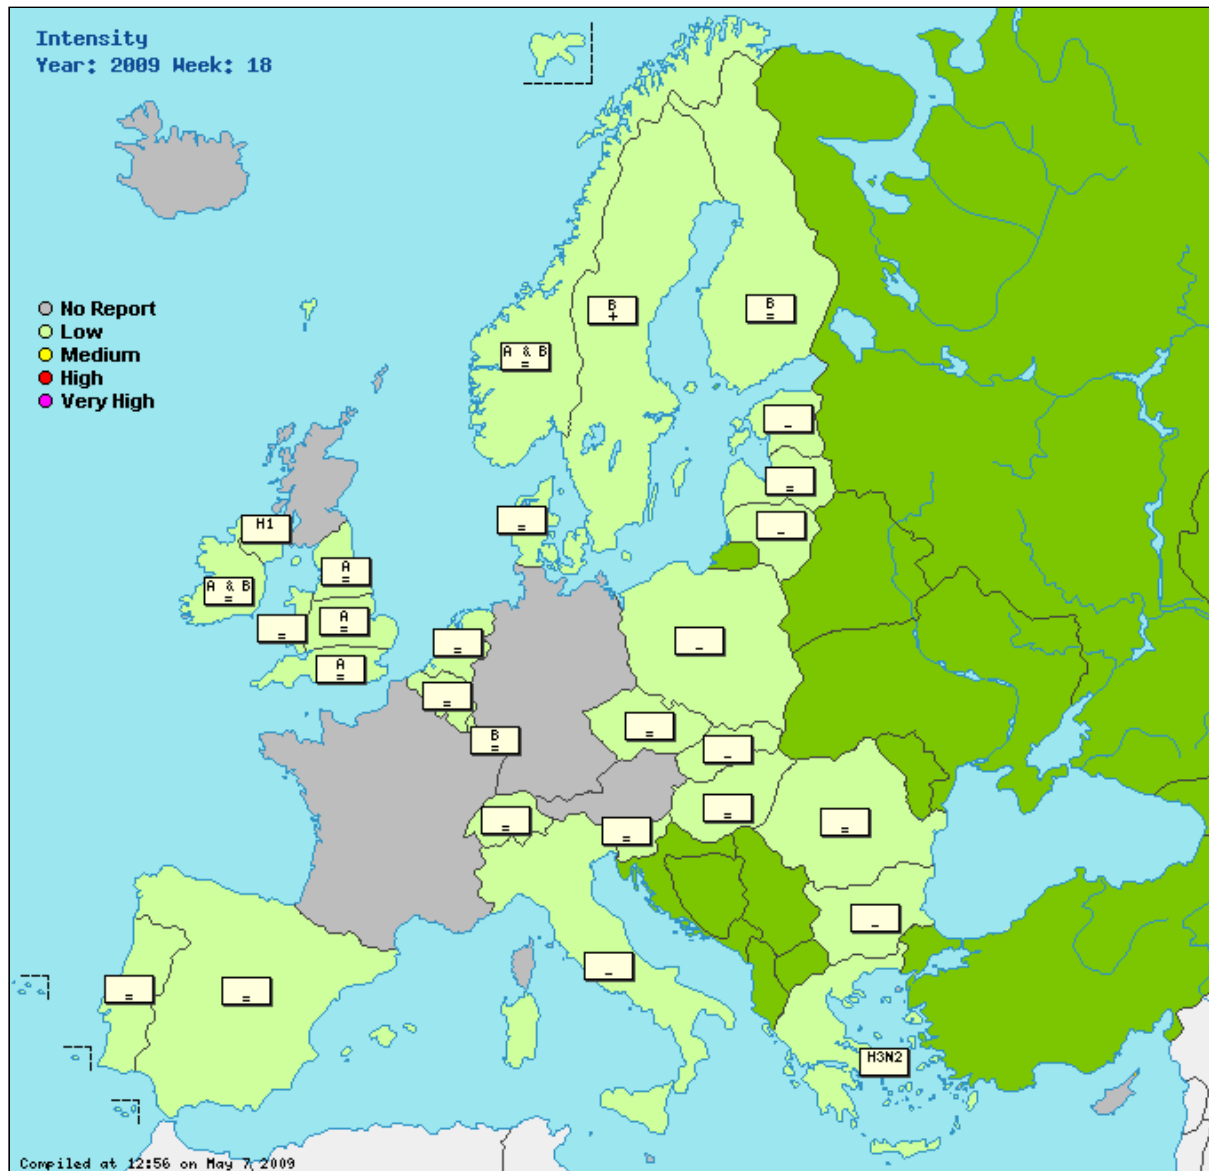 Intensity
Year: 2009 Week: 18
No Report
Low
Medium
High
Very High
B
+
B
=
A & B
=
-
=
-
=
H1
A
=
A & B
=
A
=
=
A
=
=
-
=
=
B
=
-
=
=
=
=
-
-
=
=
H3N2
Compiled at 12:56 on May 7 2009